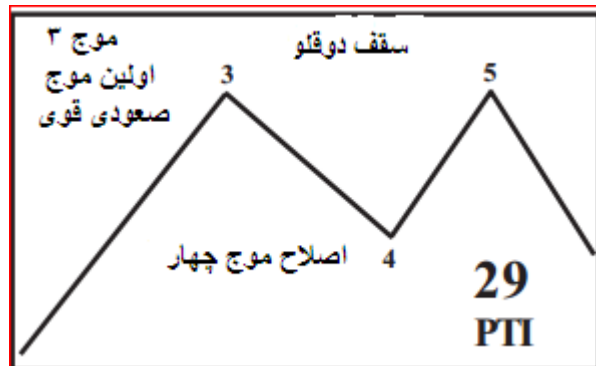 موج ۳
اولین موج
صعودی قوی
سقف دوقلو
3
5
اصلاح موج چهار
4
29
PTI